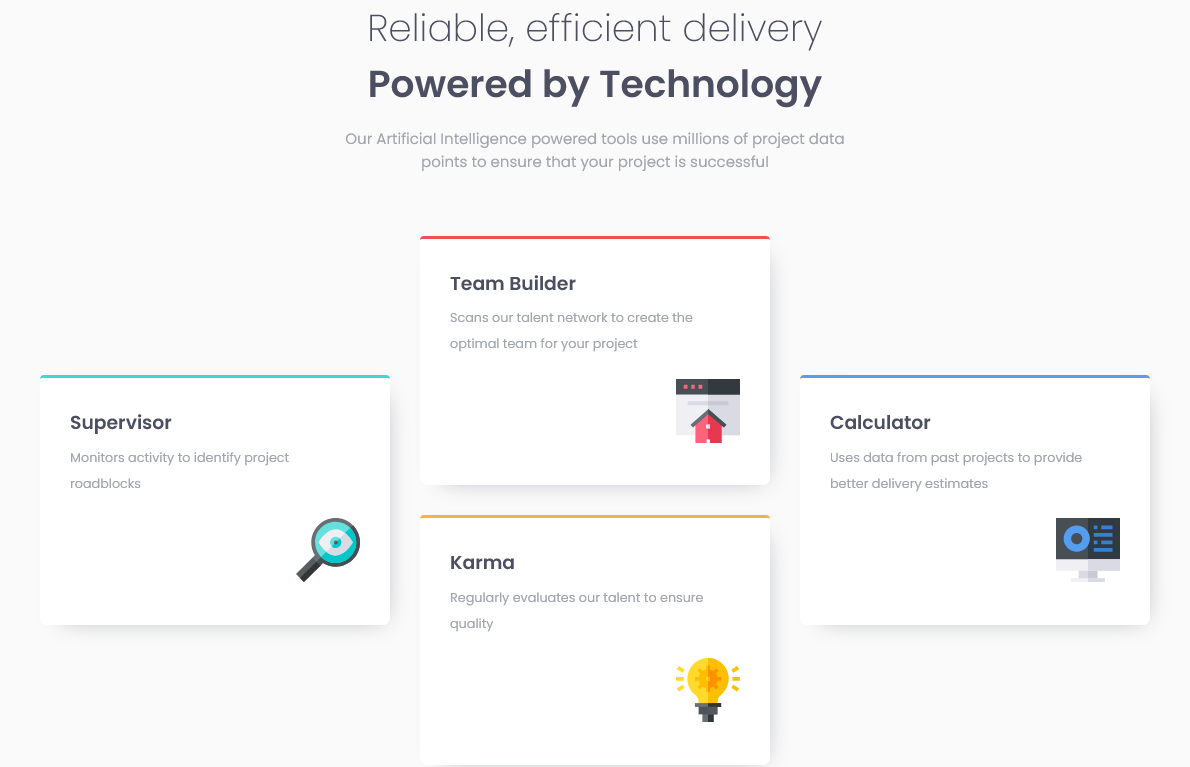 Reliable, efficient delivery
Powered by Technology
Our Artificial Intelligence powered tools use millions of project data
points to ensure that your project is successful
Supervisor
Monitors activity to identify project
roadblocks
Team Builder
Scans our talent network to create the
optimal team for your project
Karma
Regularly evaluates our talent to ensure
quality
Calculator
Uses data from past projects to provide
better delivery estimates